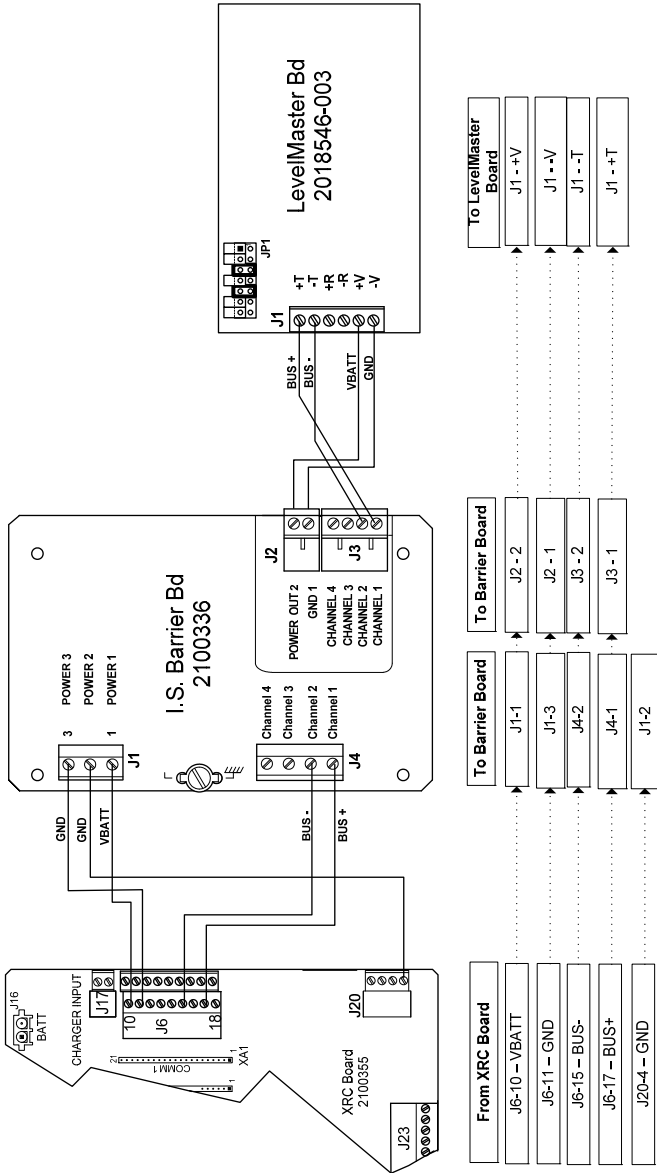 J16
BATT
CHARGER INPUT
J17
10
J6
18
21
COMM 1
1
XA1
1
XRC Board
2100355
J20
J23
GND
GND
VBATT
BUS -
BUS +
3
POWER 3
POWER 2
1
POWER 1
J1
I.S. Barrier Bd
2100336
Channel 4
Channel 3
Channel 2
Channel 1
J4
J2
POWER OUT 2
GND 1
CHANNEL 4
CHANNEL 3
CHANNEL 2
CHANNEL 1
J3
BUS +
BUS -
VBATT
GND
J1
+T
-T
+R
-R
+V
-V
JP1
LevelMaster Bd
2018546-003
From XRC Board
To Barrier Board
To Barrier Board
To LevelMaster
Board
J6-10 – VBATT
J1-1
J2 - 2
J1 - +V
J6-11 – GND
J1-3
J2 - 1
J1 - -V
J6-15 – BUS-
J4-2
J3 - 2
J1 - -T
J6-17 – BUS+
J4-1
J3 - 1
J1 - +T
J20-4 – GND
J1-2